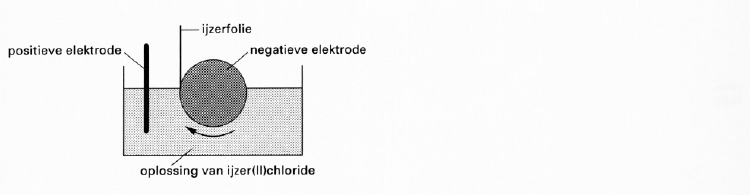 ijzerfolie
positieve elektrode
negatieve elektrode
oplossing van ijzer(II)chloride